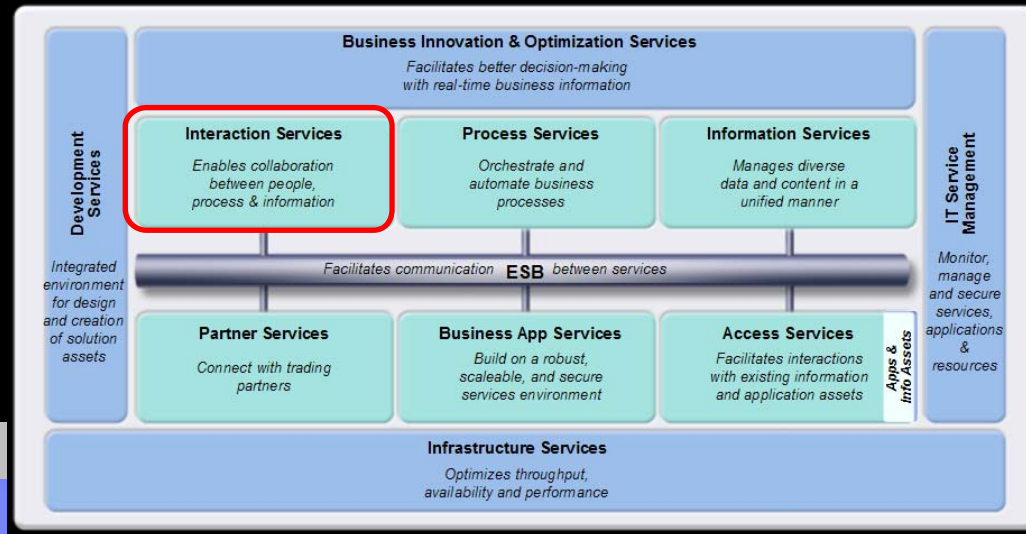 Business Innovation & Optimization Services
Facilitates better decision-making
with real-time business information
Development
Services
Integrated
environment
for design
and creation
of solution
assets
Interaction Services
Enables collaboration
between people,
process & information
Process Services
Orchestrate and
automate business
processes
Information Services
Manages diverse
data and content in a
unified manner
IT Service
Management
Monitor,
manage
and secure
services,
applications
&
resources
Facilitates communication ESB between services
Partner Services
Connect with trading
partners
Business App Services
Build on a robust,
scaleable, and secure
services environment
Access Services
Facilitates interactions
with existing information
and application assets
Apps &
Info Assets
Infrastructure Services
Optimizes throughput,
availability and performance